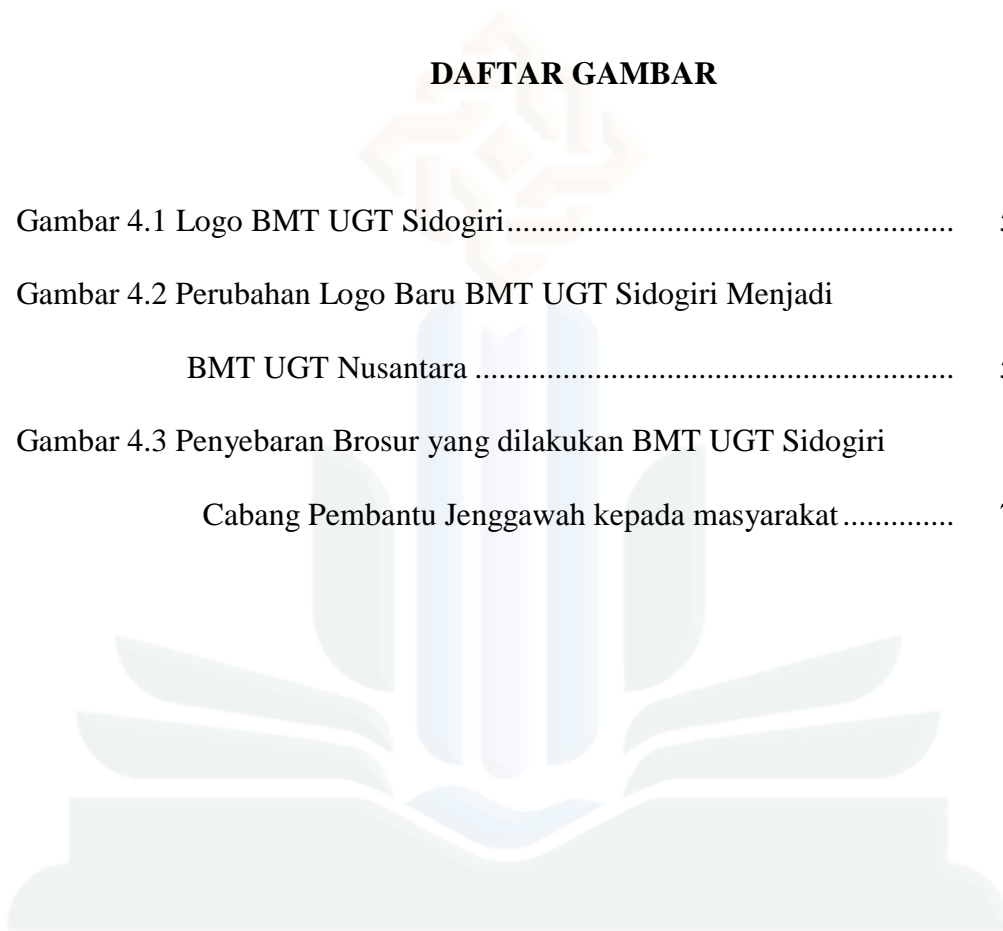 DAFTAR GAMBAR
Gambar 4.1 Logo BMT UGT Sidogiri........................................................
Gambar 4.2 Perubahan Logo Baru BMT UGT Sidogiri Menjadi
BMT UGT Nusantara ............................................................
Gambar 4.3 Penyebaran Brosur yang dilakukan BMT UGT Sidogiri
Cabang Pembantu Jenggawah kepada masyarakat ..............